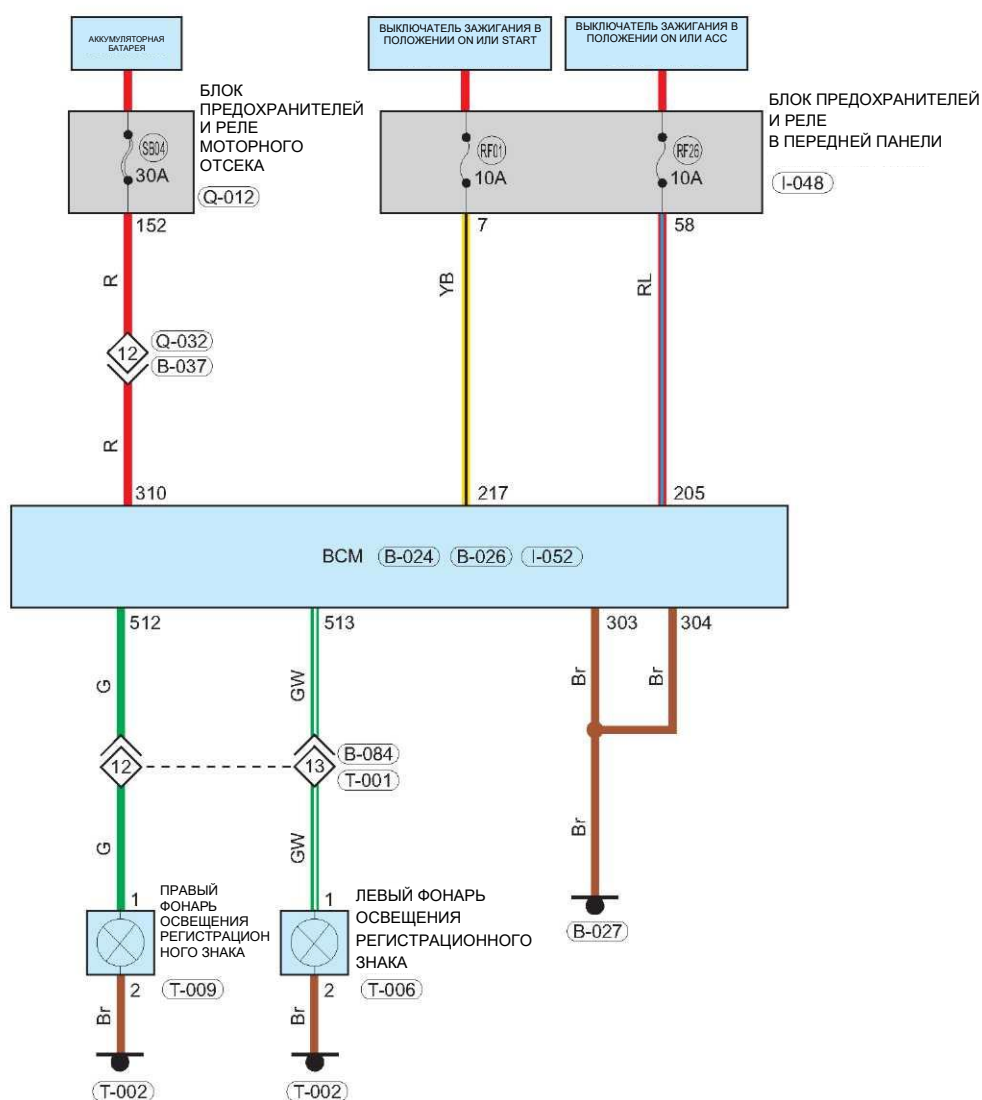 АККУМУЛЯТОРНАЯ
БАТАРЕЯ
ВЫКЛЮЧАТЕЛЬ ЗАЖИГАНИЯ В
ПОЛОЖЕНИИ ON ИЛИ START
ВЫКЛЮЧАТЕЛЬ ЗАЖИГАНИЯ В
ПОЛОЖЕНИИ ON ИЛИ ACC
БЛОК
ПРЕДОХРАНИТЕЛЕЙ
И РЕЛЕ
МОТОРНОГО
ОТСЕКА
Q-012
SB04
30A
RF01
10A
RF26
10A
БЛОК ПРЕДОХРАНИТЕЛЕЙ
И РЕЛЕ
В ПЕРЕДНЕЙ ПАНЕЛИ
I-048
152
7
58
R
YB
RL
12
Q-032
B-037
R
310
217
205
BCM B-024 B-026 I-052
512
513
303
304
G
GW
Br
Br
12
13
B-084
T-001
G
GW
Br
1
ПРАВЫЙ
ФОНАРЬ
ОСВЕЩЕНИЯ
РЕГИСТРАЦИОН
НОГО ЗНАКА
1
ЛЕВЫЙ ФОНАРЬ
ОСВЕЩЕНИЯ
РЕГИСТРАЦИОННОГО
ЗНАКА
B-027
2
T-009
2
T-006
Br
Br
T-002
T-002